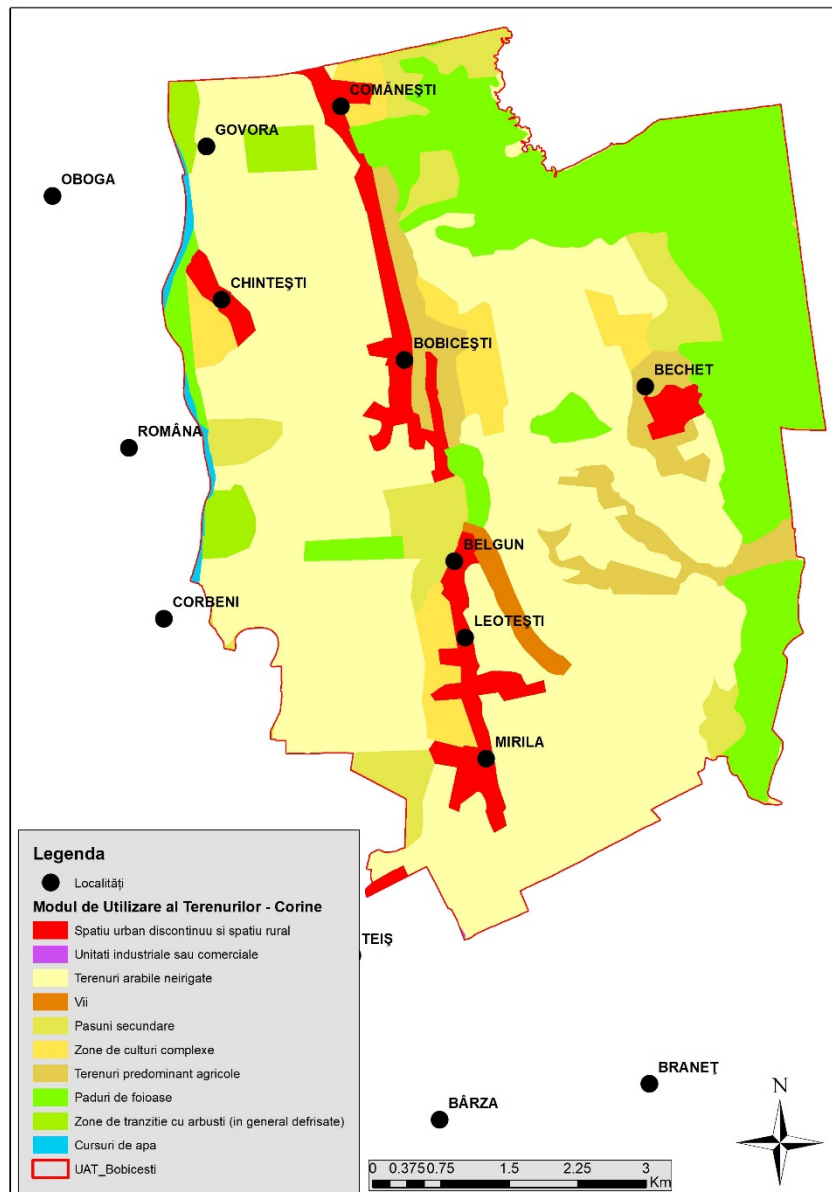 COMĂNEŞTI
GOVORA
OBOGA
CHINTEŞTI
BOBICEŞTI
BECHET
ROMÂNA
BELGUN
CORBENI
LEOTEŞTI
MIRILA
Legenda
Localități
Modul de Utilizare al Terenurilor - Corine
Spatiu urban discontinuu si spatiu rural
Unitati industriale sau comerciale
Terenuri arabile neirigate
Vii
Pasuni secundare
Zone de culturi complexe
Terenuri predominant agricole
Paduri de foioase
Zone de tranzitie cu arbusti (in general defrisate)
Cursuri de apa
UAT_Bobicesti
TEIŞ
BRANEŢ
BÂRZA
N
0 0.375 0.75 1.5 2.25 3
Km